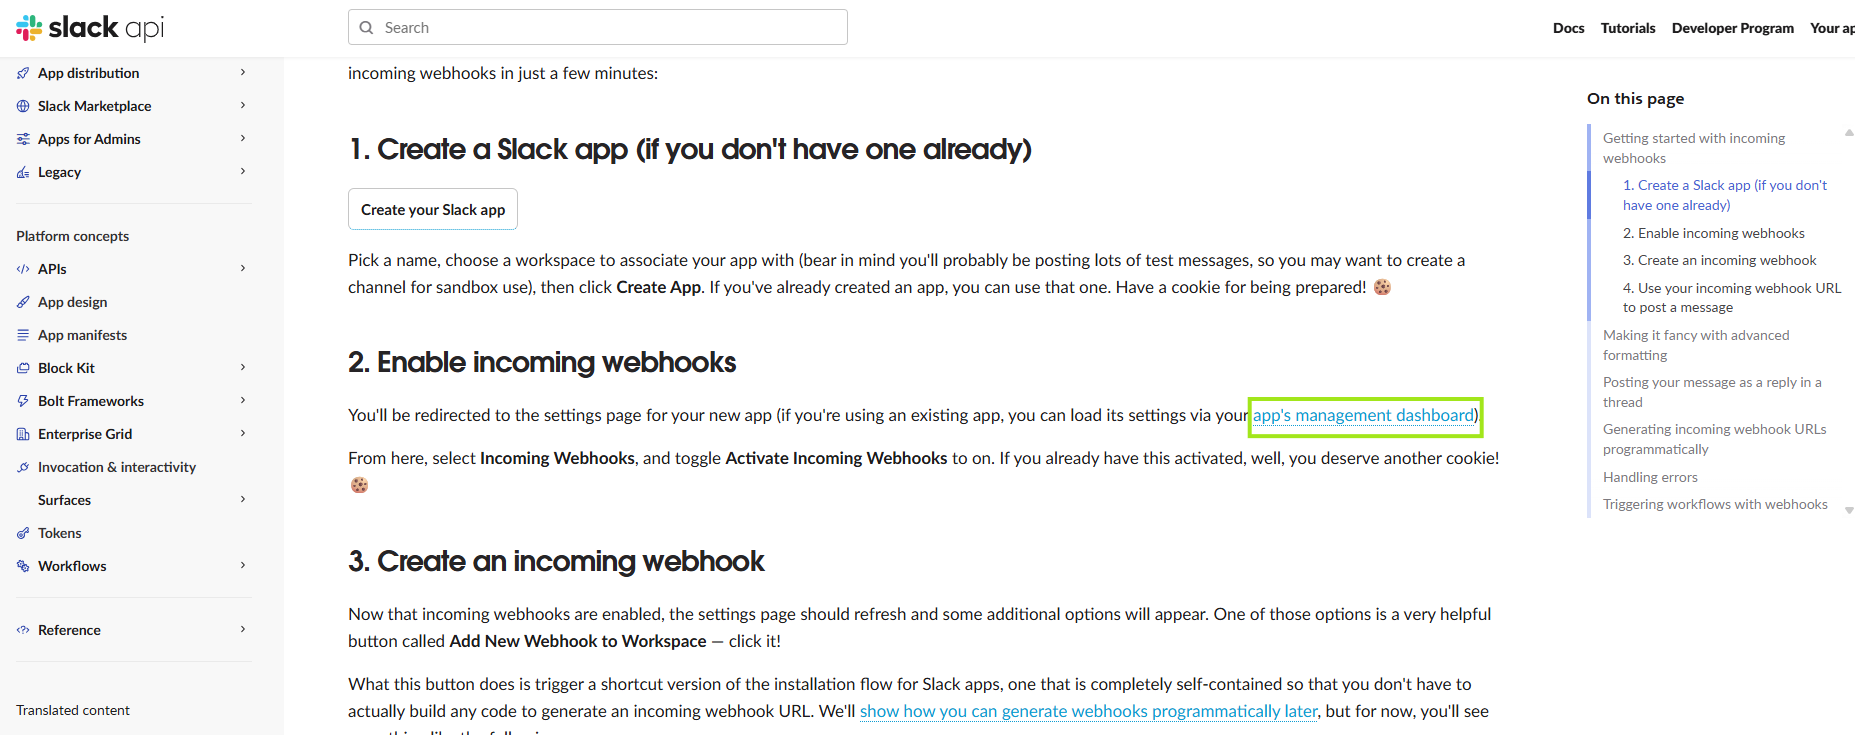 slack api
Search
Docs Tutorials Developer Program Your ap
App distribution
Slack Marketplace
Apps for Admins
Legacy
Platform concepts
APIs
App design
App manifests
Block Kit
Bolt Frameworks
Enterprise Grid
Invocation & interactivity
Surfaces
Tokens
Workflows
Reference
Translated content
incoming webhooks in just a few minutes:
1. Create a Slack app (if you don't have one already)
Create your Slack app
Pick a name, choose a workspace to associate your app with (bear in mind you'll probably be posting lots of test messages, so you may want to create a
channel for sandbox use), then click Create App. If you've already created an app, you can use that one. Have a cookie for being prepared! 🍪
2. Enable incoming webhooks
You'll be redirected to the settings page for your new app (if you're using an existing app, you can load its settings via your app's management dashboard)
From here, select Incoming Webhooks, and toggle Activate Incoming Webhooks to on. If you already have this activated, well, you deserve another cookie!
🍪
3. Create an incoming webhook
Now that incoming webhooks are enabled, the settings page should refresh and some additional options will appear. One of those options is a very helpful
button called Add New Webhook to Workspace — click it!
What this button does is trigger a shortcut version of the installation flow for Slack apps, one that is completely self-contained so that you don't have to
actually build any code to generate an incoming webhook URL. We'll show how you can generate webhooks programmatically later, but for now, you'll see
On this page
Getting started with incoming
webhooks
1. Create a Slack app (if you don't
have one already)
2. Enable incoming webhooks
3. Create an incoming webhook
4. Use your incoming webhook URL
to post a message
Making it fancy with advanced
formatting
Posting your message as a reply in a
thread
Generating incoming webhook URLs
programmatically
Handling errors
Triggering workflows with webhooks